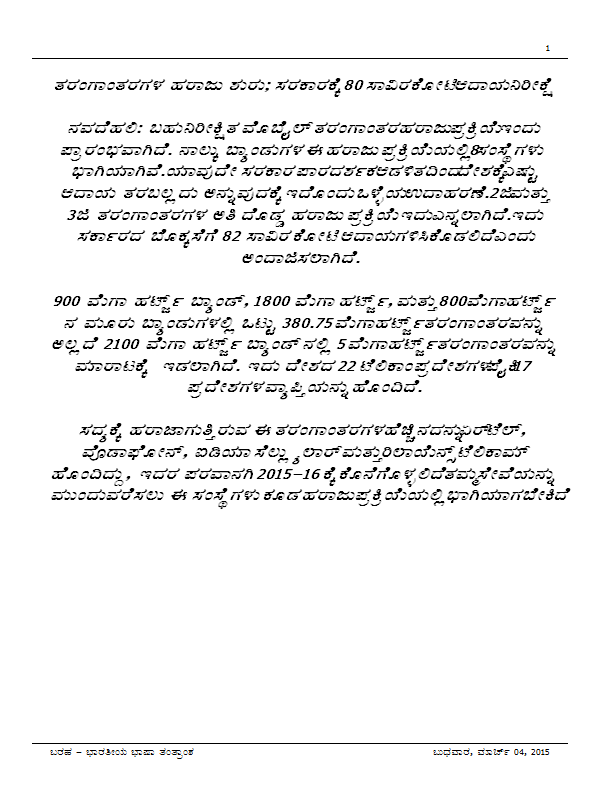 1
ತರಂಗಾಂತರಗಳ ಹರಾಜು ಶುರು; ಸರಕಾರಕ್ಕೆ 80 ಸಾವಿರ ಕೋಟಿ ಆದಾಯ ನಿರೀಕ್ಷೆ
ನವದೆಹಲಿ: ಬಹುನಿರೀಕ್ಷಿತ ಮೊಬೈಲ್ ತರಂಗಾಂತರ ಹರಾಜು ಪ್ರಕ್ರಿಯೆ ಇಂದು
ಪ್ರಾರಂಭವಾಗಿದೆ. ನಾಲ್ಕು ಬ್ಯಾಂಡುಗಳ ಈ ಹರಾಜು ಪ್ರಕ್ರಿಯೆಯಲ್ಲಿ 8 ಸಂಸ್ಥೆಗಳು
ಭಾಗಿಯಾಗಿವೆ. ಯಾವುದೇ ಸರಕಾರ ಪಾರದರ್ಶಕ ಆಡಳಿತದಿಂದ ದೇಶಕ್ಕೆ ಎಷ್ಟು
ಆದಾಯ ತರಬಲ್ಲದು ಅನ್ನುವುದಕ್ಕೆ ಇದೊಂದು ಒಳ್ಳೆಯ ಉದಾಹರಣೆ. 2ಜಿ ಮತ್ತು
3ಜಿ ತರಂಗಾಂತರಗಳ ಅತಿ ದೊಡ್ಡ ಹರಾಜು ಪ್ರಕ್ರಿಯೆ ಇದು ಎನ್ನಲಾಗಿದೆ. ಇದು
ಸರ್ಕಾರದ ಬೊಕ್ಕಸೆಗೆ 82 ಸಾವಿರ ಕೋಟಿ ಆದಾಯ ಗಳಿಸಿಕೊಡಲಿದೆ ಎಂದು
ಅಂದಾಜಿಸಲಾಗಿದೆ.
900 ಮೆಗಾ ಹರ್ಟ್ಜ್ ಬ್ಯಾಂಡ್, 1800 ಮೆಗಾ ಹರ್ಟ್ಜ್, ಮತ್ತು 800 ಮೆಗಾಹರ್ಟ್ಜ್
ನ ಮೂರು ಬ್ಯಾಂಡುಗಳಲ್ಲಿ ಒಟ್ಟು 380.75 ಮೆಗಾಹರ್ಟ್ಜ್ ತರಂಗಾಂತರವನ್ನು
ಅಲ್ಲದೆ 2100 ಮೆಗಾ ಹರ್ಟ್ಜ್ ಬ್ಯಾಂಡ್ ನಲ್ಲಿ 5 ಮೆಗಾಹರ್ಟ್ಜ್ ತರಂಗಾಂತರವನ್ನು
ಮಾರಾಟಕ್ಕೆ ಇಡಲಾಗಿದೆ. ಇದು ದೇಶದ 22 ಟೆಲಿಕಾಂ ಪ್ರದೇಶಗಳ ಪೈಕಿ 17
ಪ್ರದೇಶಗಳ ವ್ಯಾಪ್ತಿಯನ್ನು ಹೊಂದಿದೆ.
ಸದ್ಯಕ್ಕೆ ಹರಾಜಾಗುತ್ತಿರುವ ಈ ತರಂಗಾಂತರಗಳ ಹೆಚ್ಚಿನದನ್ನು ಏರ್‌ಟೆಲ್,
ವೊಡಾಫೋನ್, ಐಡಿಯಾ ಸೆಲ್ಲ್ಯುಲಾರ್ ಮತ್ತು ರಿಲಾಯೆನ್ಸ್ ಟೆಲಿಕಾಮ್
ಹೊಂದಿದ್ದು, ಇದರ ಪರವಾನಗಿ 2015-16 ಕ್ಕೆ ಕೊನೆಗೊಳ್ಳಲಿದೆ ತಮ್ಮ ಸೇವೆಯನ್ನು
ಮುಂದುವರೆಸಲು ಈ ಸಂಸ್ಥೆಗಳು ಕೂಡ ಹರಾಜು ಪ್ರಕ್ರಿಯೆಯಲ್ಲಿ ಭಾಗಿಯಾಗಬೇಕಿದೆ
ಬರಹ - ಭಾರತೀಯ ಭಾಷಾ ತಂತ್ರಾಂಶ
ಬುಧವಾರ, ಮಾರ್ಚ್ 04, 2015